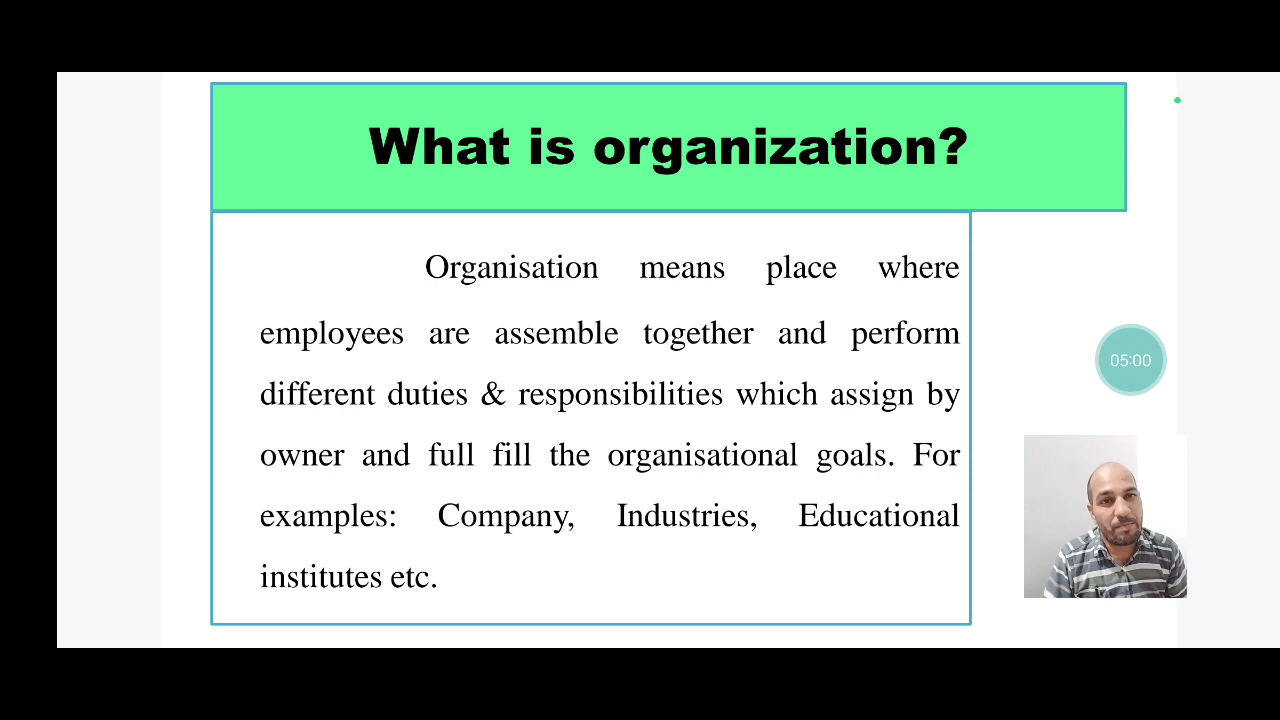 What is organization?
Organisation means place where
employees are assemble together and perform
different duties & responsibilities which assign by
owner and full fill the organisational goals. For
examples: Company, Industries, Educational
institutes etc.
05:00